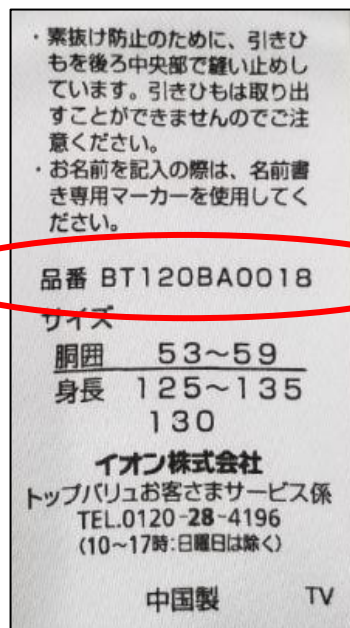 ・素抜け防止のために、引きひ
もを後ろ中央部で縫い止めし
ています。引きひもは取り出
すことができませんのでご注
意ください。
・お名前を記入の際は、名前書
き専用マーカーを使用してく
ださい。
品番 BT120BA0018
サイズ
胴囲 53~59
身長 125~135
130
イオン株式会社
トップバリュお客さまサービス係
TEL.0120-28-4196
(10~17時:日曜日は除く)
中国製 TV